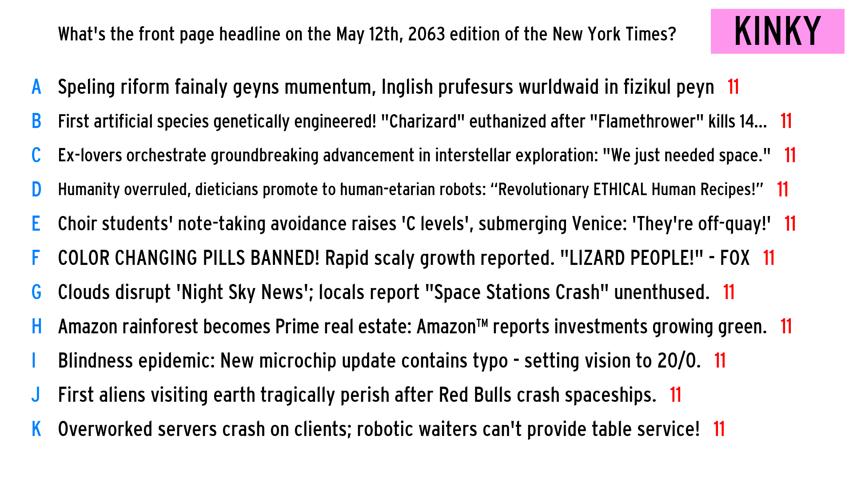 What's the front page headline on the May 12th, 2063 edition of the New York Times?
KINKY
A Speling riform fainaly geyns mumentum, Inglish prufesurs wurldwaid in fizikul peyn 11
B First artificial species genetically engineered! "Charizard" euthanized after "Flamethrower" kills 14... 11
C Ex-lovers orchestrate groundbreaking advancement in interstellar exploration: "We just needed space." 11
D Humanity overruled, dieticians promote to human-etarian robots: “Revolutionary ETHICAL Human Recipes!” 11
E Choir students' note-taking avoidance raises 'C levels', submerging Venice: 'They're off-quay!' 11
F COLOR CHANGING PILLS BANNED! Rapid scaly growth reported. "LIZARD PEOPLE!" - FOX 11
G Clouds disrupt 'Night Sky News'; locals report "Space Stations Crash" unenthused. 11
H Amazon rainforest becomes Prime real estate: Amazon™ reports investments growing green. 11
I Blindness epidemic: New microchip update contains typo - setting vision to 20/0. 11
J First aliens visiting earth tragically perish after Red Bulls crash spaceships. 11
K Overworked servers crash on clients; robotic waiters can't provide table service! 11